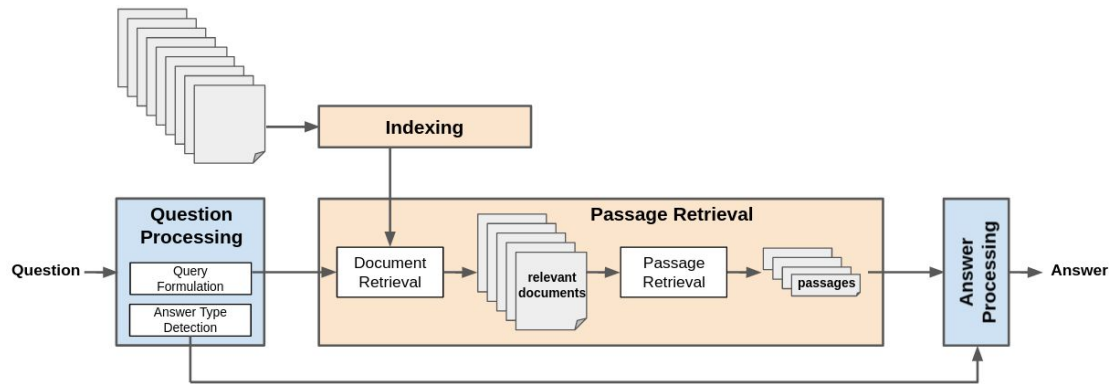 Indexing
Question
Processing
Passage Retrieval
Question
Query
Formulation
Answer Type
Detection
Document
Retrieval
relevant
documents
Passage
Retrieval
passages
Answer
Processing
Answer